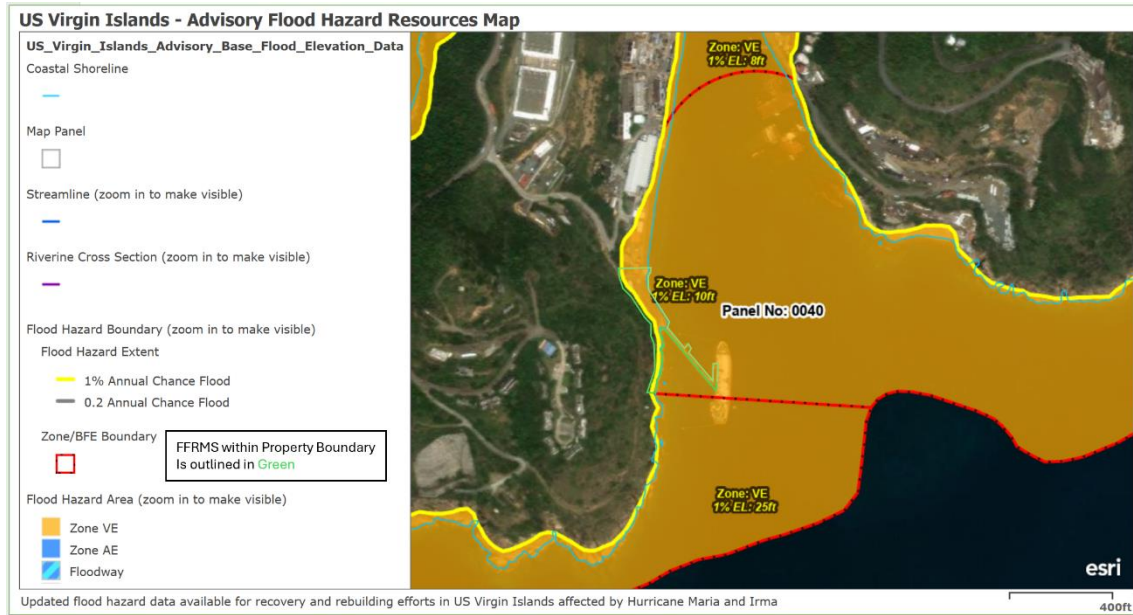 US Virgin Islands - Advisory Flood Hazard Resources Map
US_Virgin_Islands_Advisory_Base_Flood_Elevation_Data
Coastal Shoreline
Map Panel
Streamline (zoom in to make visible)
Riverine Cross Section (zoom in to make visible)
Flood Hazard Boundary (zoom in to make visible)
Flood Hazard Extent
1% Annual Chance Flood
0.2 Annual Chance Flood
Zone/BFE Boundary
FFRMS within Property Boundary
Is outlined in Green
Flood Hazard Area (zoom in to make visible)
Zone VE
Zone AE
Floodway
Zone: VE
1% EL: 8ft
Zone: VE
1% EL: 10ft
Panel No: 0040
Zone: VE
1% EL: 25ft
esri
Updated flood hazard data available for recovery and rebuilding efforts in US Virgin Islands affected by Hurricane Maria and Irma
400ft